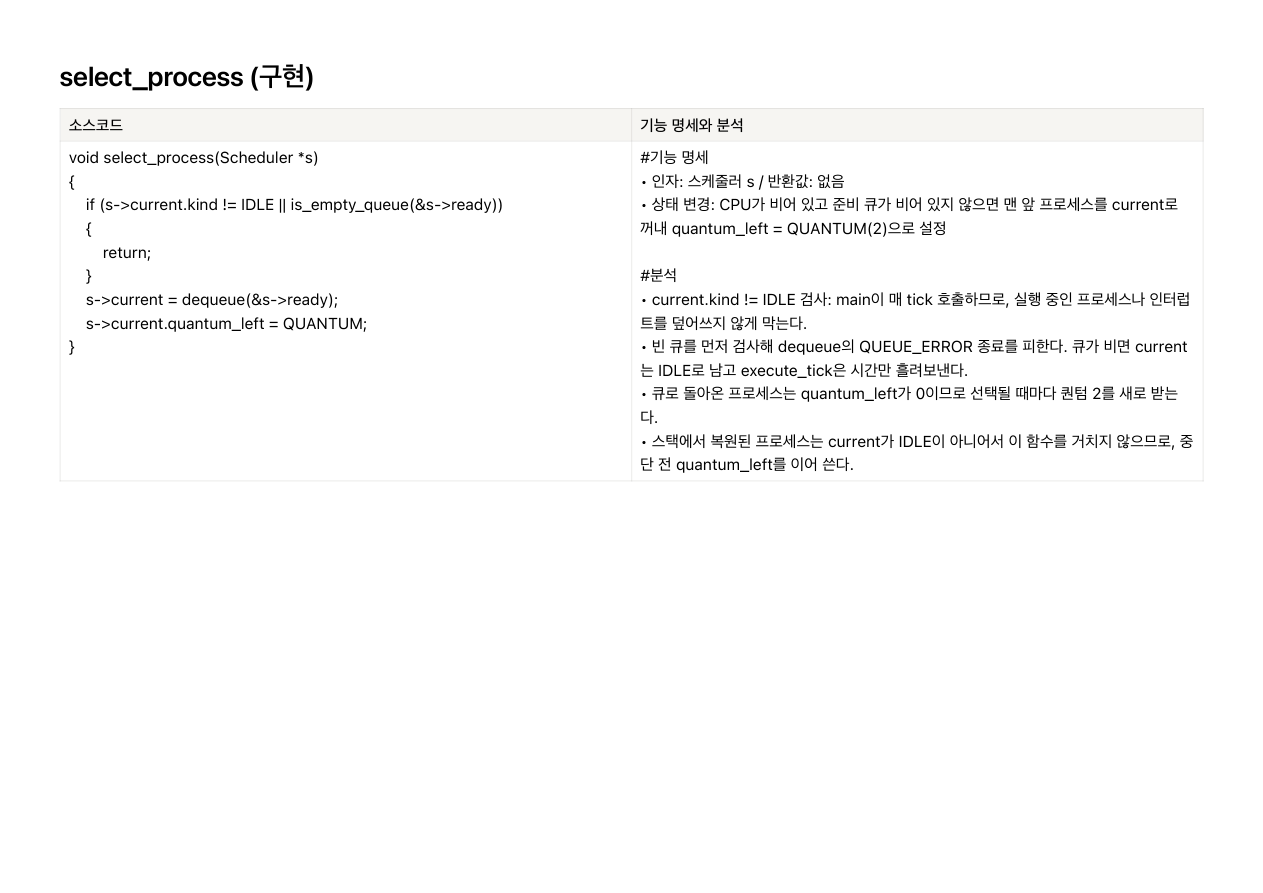 select_process (구현)
소스코드
기능 명세와 분석
void select_process(Scheduler *s)
{
    if (s->current.kind != IDLE || is_empty_queue(&s->ready))
    {
        return;
    }
    s->current = dequeue(&s->ready);
    s->current.quantum_left = QUANTUM;
}
#기능 명세
• 인자: 스케줄러 s / 반환값: 없음
• 상태 변경: CPU가 비어 있고 준비 큐가 비어 있지 않으면 맨 앞 프로세스를 current로
꺼내 quantum_left = QUANTUM(2)으로 설정
#분석
• current.kind != IDLE 검사: main이 매 tick 호출하므로, 실행 중인 프로세스나 인터럽
트를 덮어쓰지 않게 막는다.
• 빈 큐를 먼저 검사해 dequeue의 QUEUE_ERROR 종료를 피한다. 큐가 비면 current
는 IDLE로 남고 execute_tick은 시간만 흘려보낸다.
• 큐로 돌아온 프로세스는 quantum_left가 0이므로 선택될 때마다 퀀텀 2를 새로 받는
다.
• 스택에서 복원된 프로세스는 current가 IDLE이 아니어서 이 함수를 거치지 않으므로, 중
단 전 quantum_left를 이어 쓴다.